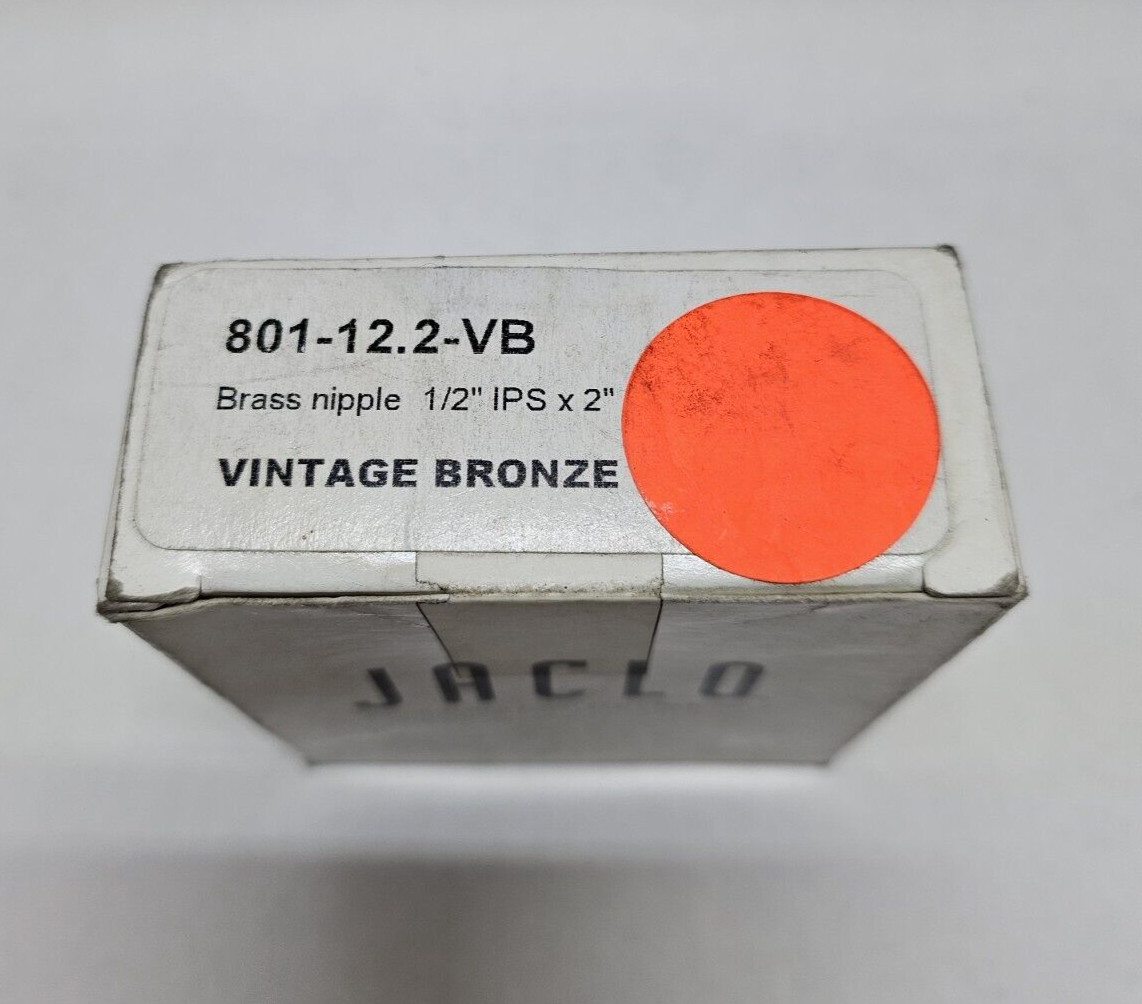 801-12.2-VB
Brass nipple 1/2" IPS x 2"
VINTAGE BRONZE
JACLO